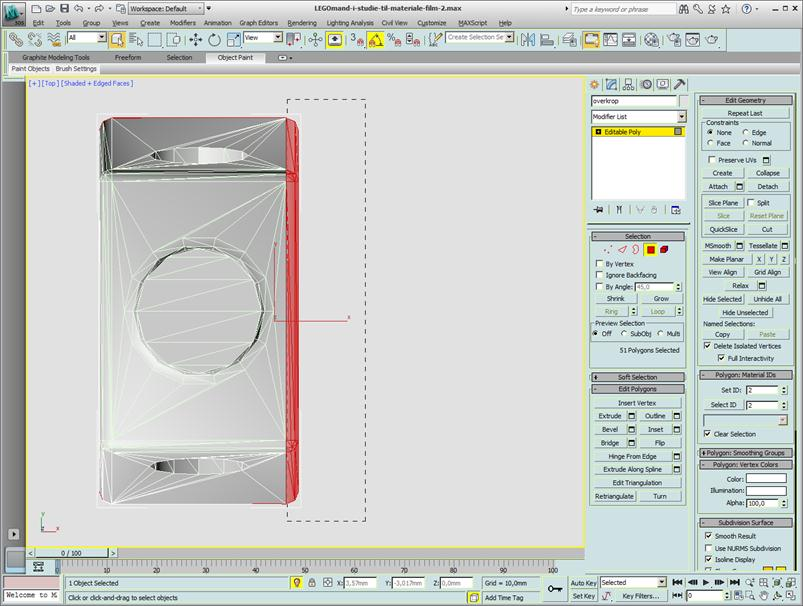 LEGOmand-i-studie-til-materiale-film-2.max
Workspace: Default
Type a keyword or phrase
3DS
Edit Tools Group Views Create Modifiers Animation Graph Editors Rendering Lighting Analysis Civil View Customize MAXScript Help
All View Create Selection Se
Graphite Modeling Tools Freeform Selection Object Paint
Paint Objects Brush Settings
[+] [Top] [Shaded + Edged Faces]
y
x
z
y
x
z
overkrop
Modifier List
Editable Poly
Selection
By Vertex
Ignore Backfacing
By Angle: 45,0
Shrink Grow
Ring Loop
Preview Selection
Off SubObj Multi
51 Polygons Selected
Soft Selection
Edit Polygons
Insert Vertex
Extrude Outline
Bevel Inset
Bridge Flip
Hinge From Edge
Extrude Along Spline
Edit Triangulation
Retriangulate Turn
Edit Geometry
Repeat Last
Constraints
None Edge
Face Normal
Preserve UVs
Create Collapse
Attach Detach
Slice Plane Split
Slice Reset Plane
QuickSlice Cut
MSmooth Tessellate
Make Planar X Y Z
View Align Grid Align
Relax
Hide Selected Unhide All
Hide Unselected
Named Selections:
Copy Paste
Delete Isolated Vertices
Full Interactivity
Polygon: Material IDs
Set ID: 2
Select ID 2
Clear Selection
Polygon: Smoothing Groups
Polygon: Vertex Colors
Color:
Illumination:
Alpha: 100,0
Subdivision Surface
Smooth Result
Use NURMS Subdivision
Isoline Display
0 / 100
10 20 30 40 50 60 70 80 90 100
1 Object Selected X: 3,57mm Y: -3,017mm Z: 0,0mm Grid = 10,0mm Auto Key Selected
Welcome to M Click or click-and-drag to select objects Add Time Tag Set Key Key Filters... 0